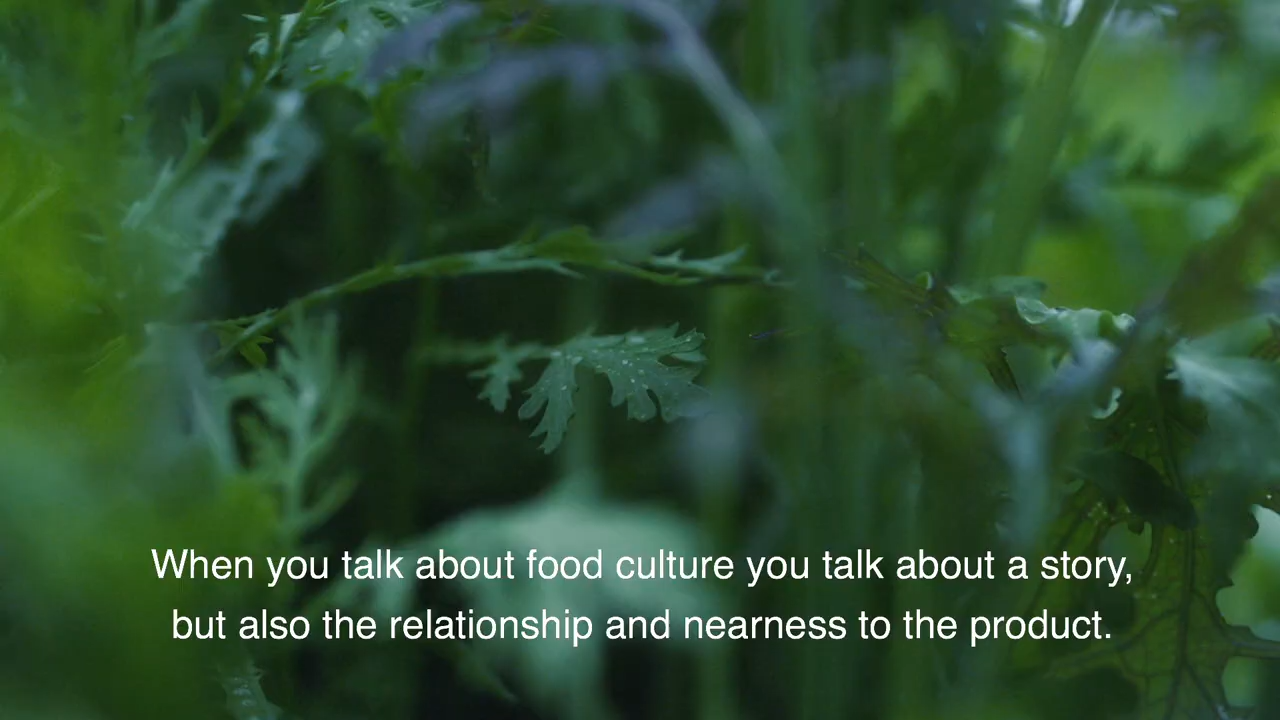 When you talk about food culture you talk about a story,
but also the relationship and nearness to the product.